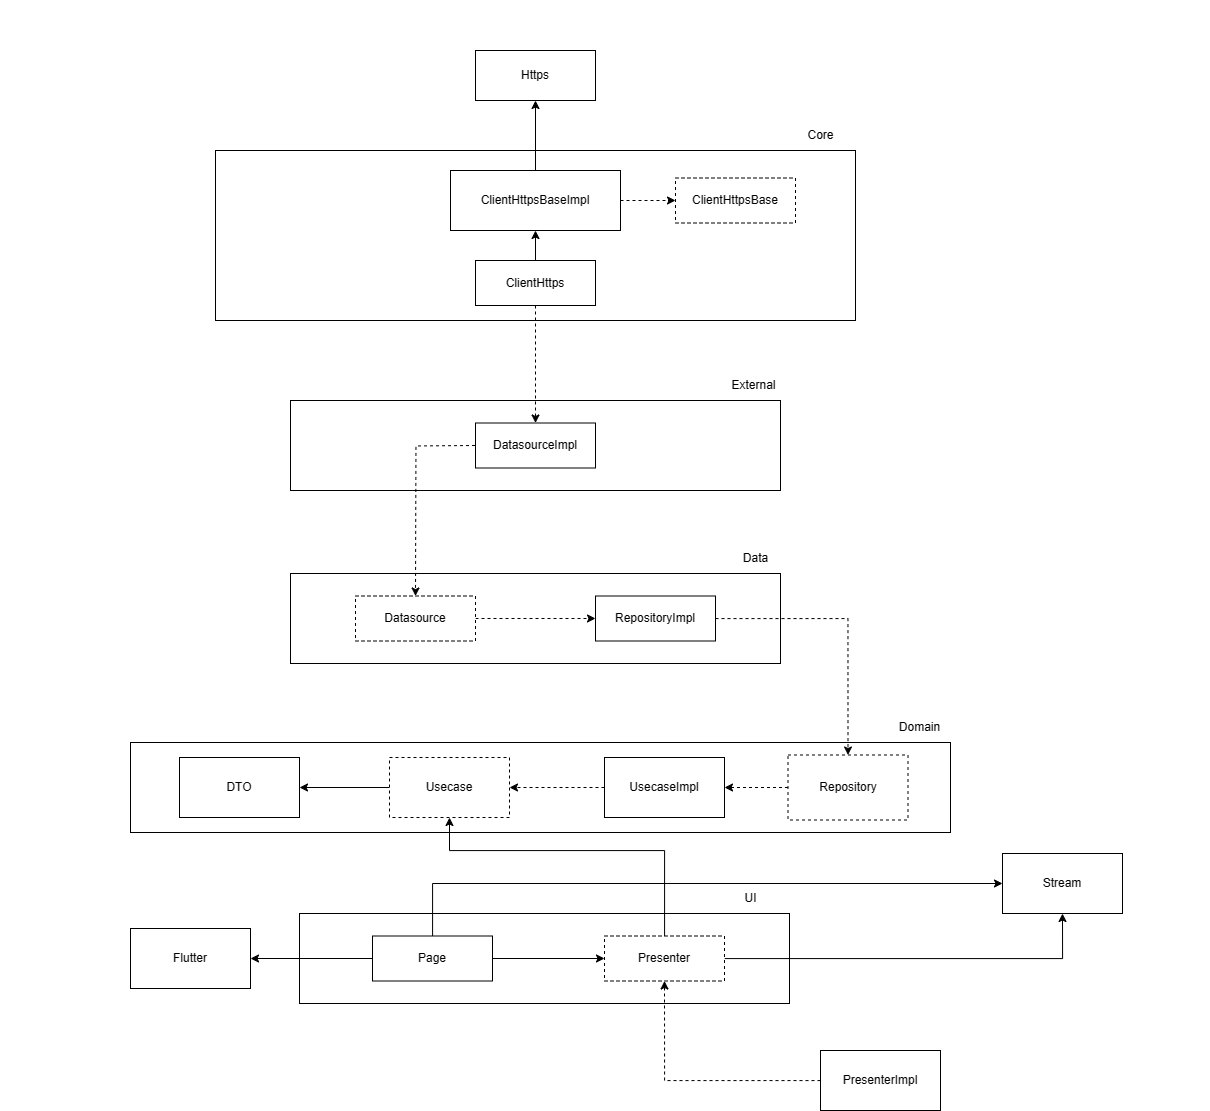 Https
Core
ClientHttpsBaseImpl
ClientHttpsBase
ClientHttps
External
DatasourceImpl
Data
Datasource
RepositoryImpl
Domain
DTO
Usecase
UsecaseImpl
Repository
Stream
UI
Flutter
Page
Presenter
PresenterImpl